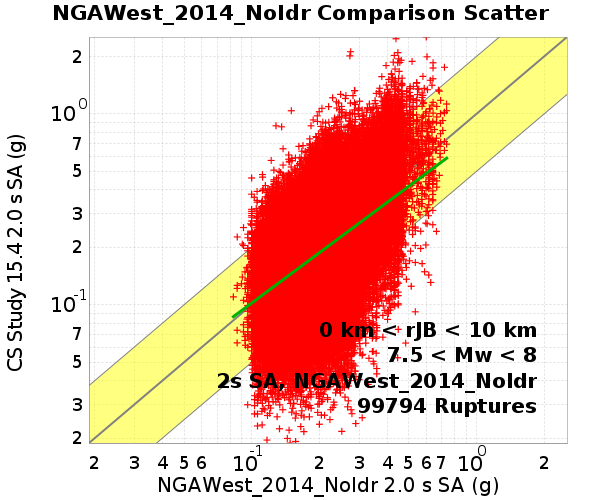 NGAWest_2014_NoIdr Comparison Scatter
CS Study 15.4 2.0 s SA (g)
2
10^0
7
5
3
2
10^-1
7
5
3
2
0 km < rJB < 10 km
7.5 < Mw < 8
2s SA, NGAWest_2014_NoIdr
99794 Ruptures
2 3 4 5 6 10^-1 2 3 4 5 6 7 10^0 2
NGAWest_2014_NoIdr 2.0 s SA (g)